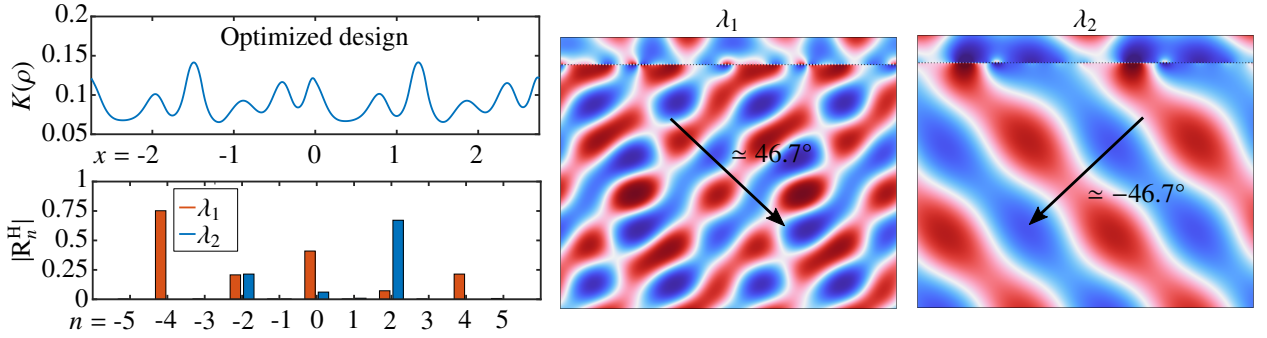 0.2
Optimized design
0.15
0.1
0.05
K(ρ)
x = -2 -1 0 1 2
1
0.75
0.5
0.25
0
|R_n^H|
λ₁
λ₂
n = -5 -4 -3 -2 -1 0 1 2 3 4 5
λ₁
≃ 46.7°
λ₂
≃ −46.7°